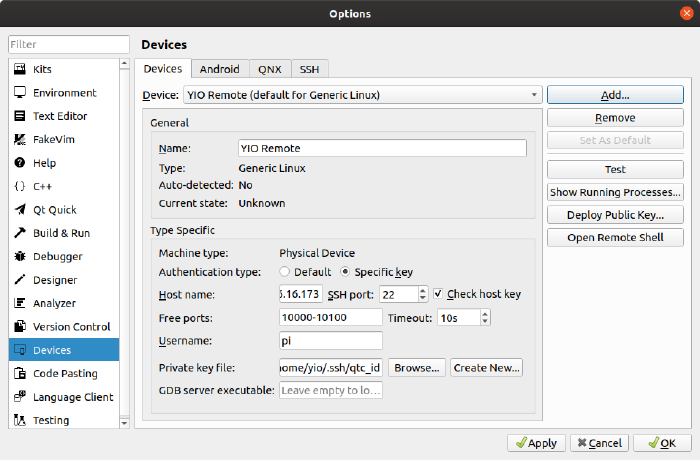 Options
Filter
Kits
Environment
Text Editor
FakeVim
Help
C++
Qt Quick
Build & Run
Debugger
Designer
Analyzer
Version Control
Devices
Code Pasting
Language Client
Testing
Devices
Devices Android QNX SSH
Device: YIO Remote (default for Generic Linux)
General
Name: YIO Remote
Type: Generic Linux
Auto-detected: No
Current state: Unknown
Type Specific
Machine type: Physical Device
Authentication type: Default Specific key
Host name: 5.16.173 SSH port: 22 Check host key
Free ports: 10000-10100 Timeout: 10s
Username: pi
Private key file: home/yio/.ssh/qtc_id Browse... Create New...
GDB server executable: Leave empty to lo...
Add...
Remove
Set As Default
Test
Show Running Processes...
Deploy Public Key...
Open Remote Shell
Apply Cancel OK